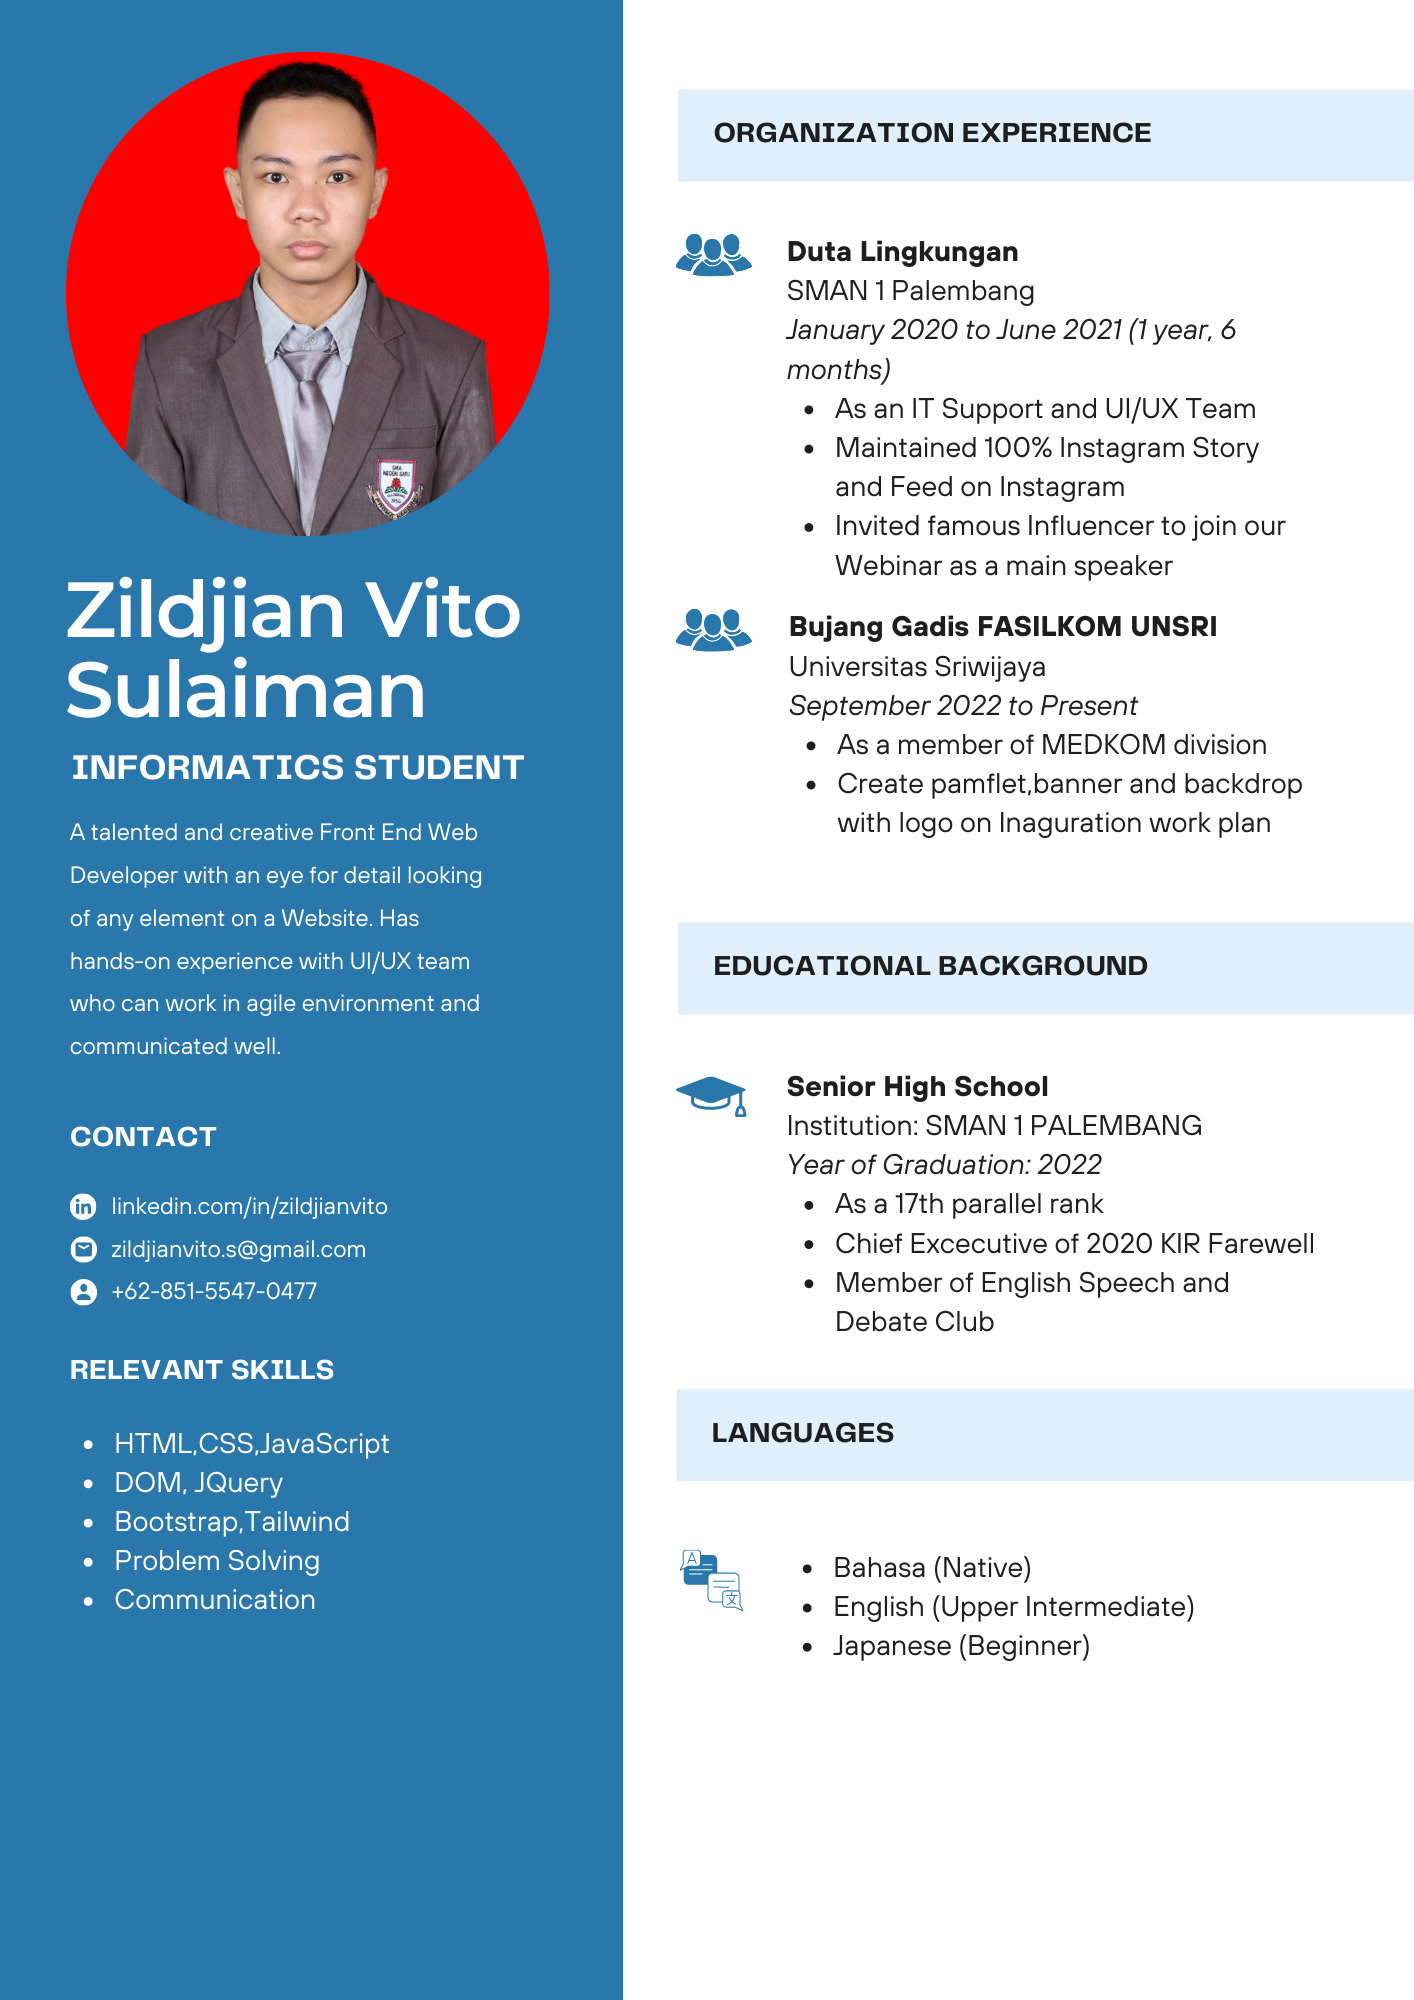 Zildjian Vito
Sulaiman
INFORMATICS STUDENT
A talented and creative Front End Web
Developer with an eye for detail looking
of any element on a Website. Has
hands-on experience with UI/UX team
who can work in agile environment and
communicated well.
CONTACT
linkedin.com/in/zildjianvito
zildjianvito.s@gmail.com
+62-851-5547-0477
RELEVANT SKILLS
• HTML,CSS,JavaScript
• DOM, JQuery
• Bootstrap,Tailwind
• Problem Solving
• Communication
ORGANIZATION EXPERIENCE
Duta Lingkungan
SMAN 1 Palembang
January 2020 to June 2021 (1 year, 6
months)
• As an IT Support and UI/UX Team
• Maintained 100% Instagram Story
and Feed on Instagram
• Invited famous Influencer to join our
Webinar as a main speaker
Bujang Gadis FASILKOM UNSRI
Universitas Sriwijaya
September 2022 to Present
• As a member of MEDKOM division
• Create pamflet,banner and backdrop
with logo on Inaguration work plan
EDUCATIONAL BACKGROUND
Senior High School
Institution: SMAN 1 PALEMBANG
Year of Graduation: 2022
• As a 17th parallel rank
• Chief Excecutive of 2020 KIR Farewell
• Member of English Speech and
Debate Club
LANGUAGES
A
文
• Bahasa (Native)
• English (Upper Intermediate)
• Japanese (Beginner)
SMA
NEGERI SATU
1950